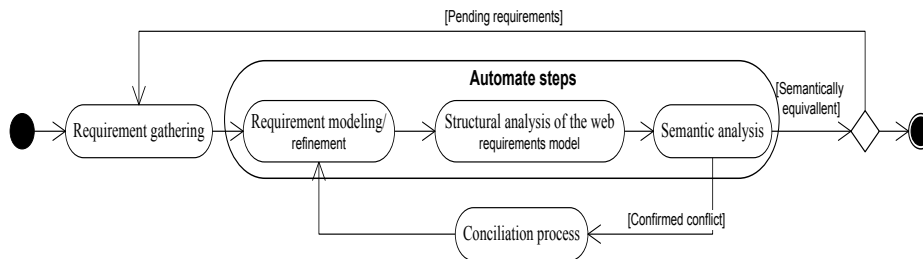 [Pending requirements]
Automate steps
[Semantically
equivallent]
Requirement gathering
Requirement modeling/
refinement
Structural analysis of the web
requirements model
Semantic analysis
[Confirmed conflict]
Conciliation process